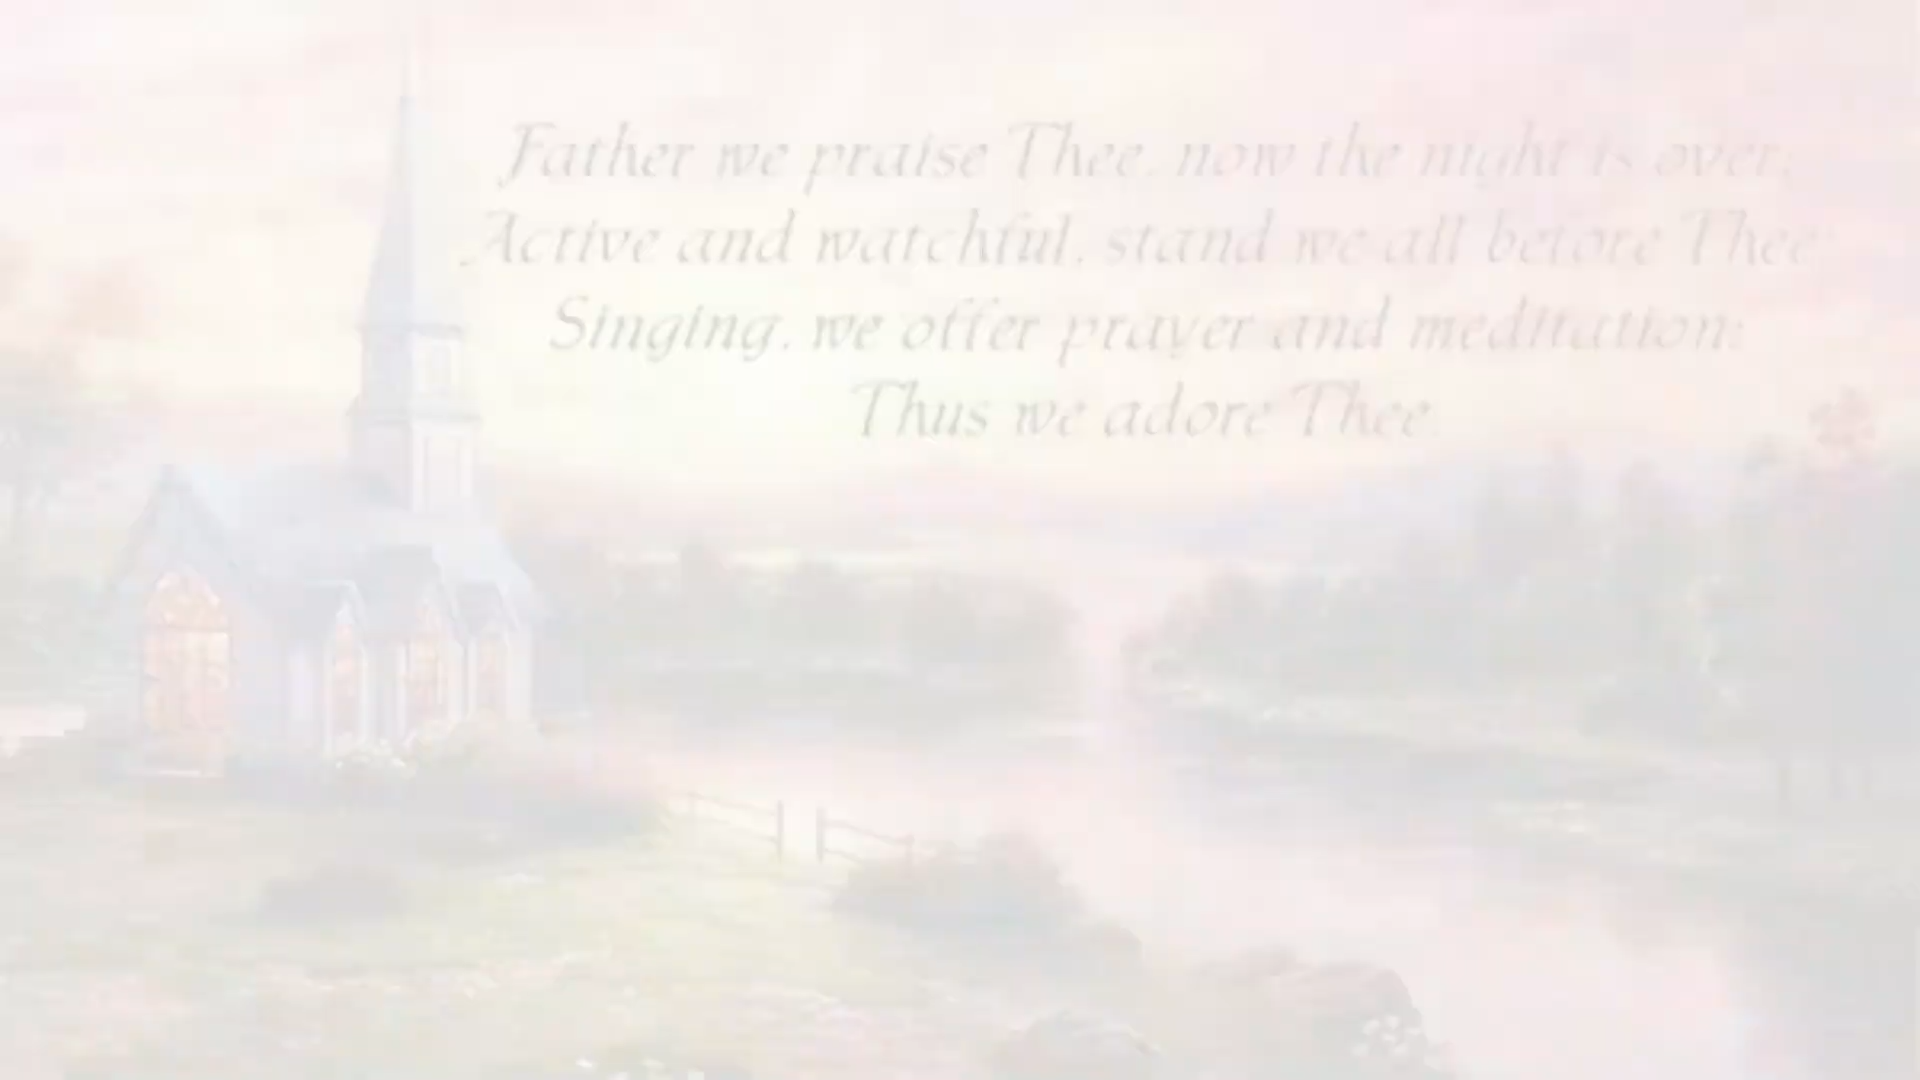 Father we praise Thee, now the night is over;
Active and watchful, stand we all before Thee
Singing, we offer prayer and meditation:
Thus we adore Thee.